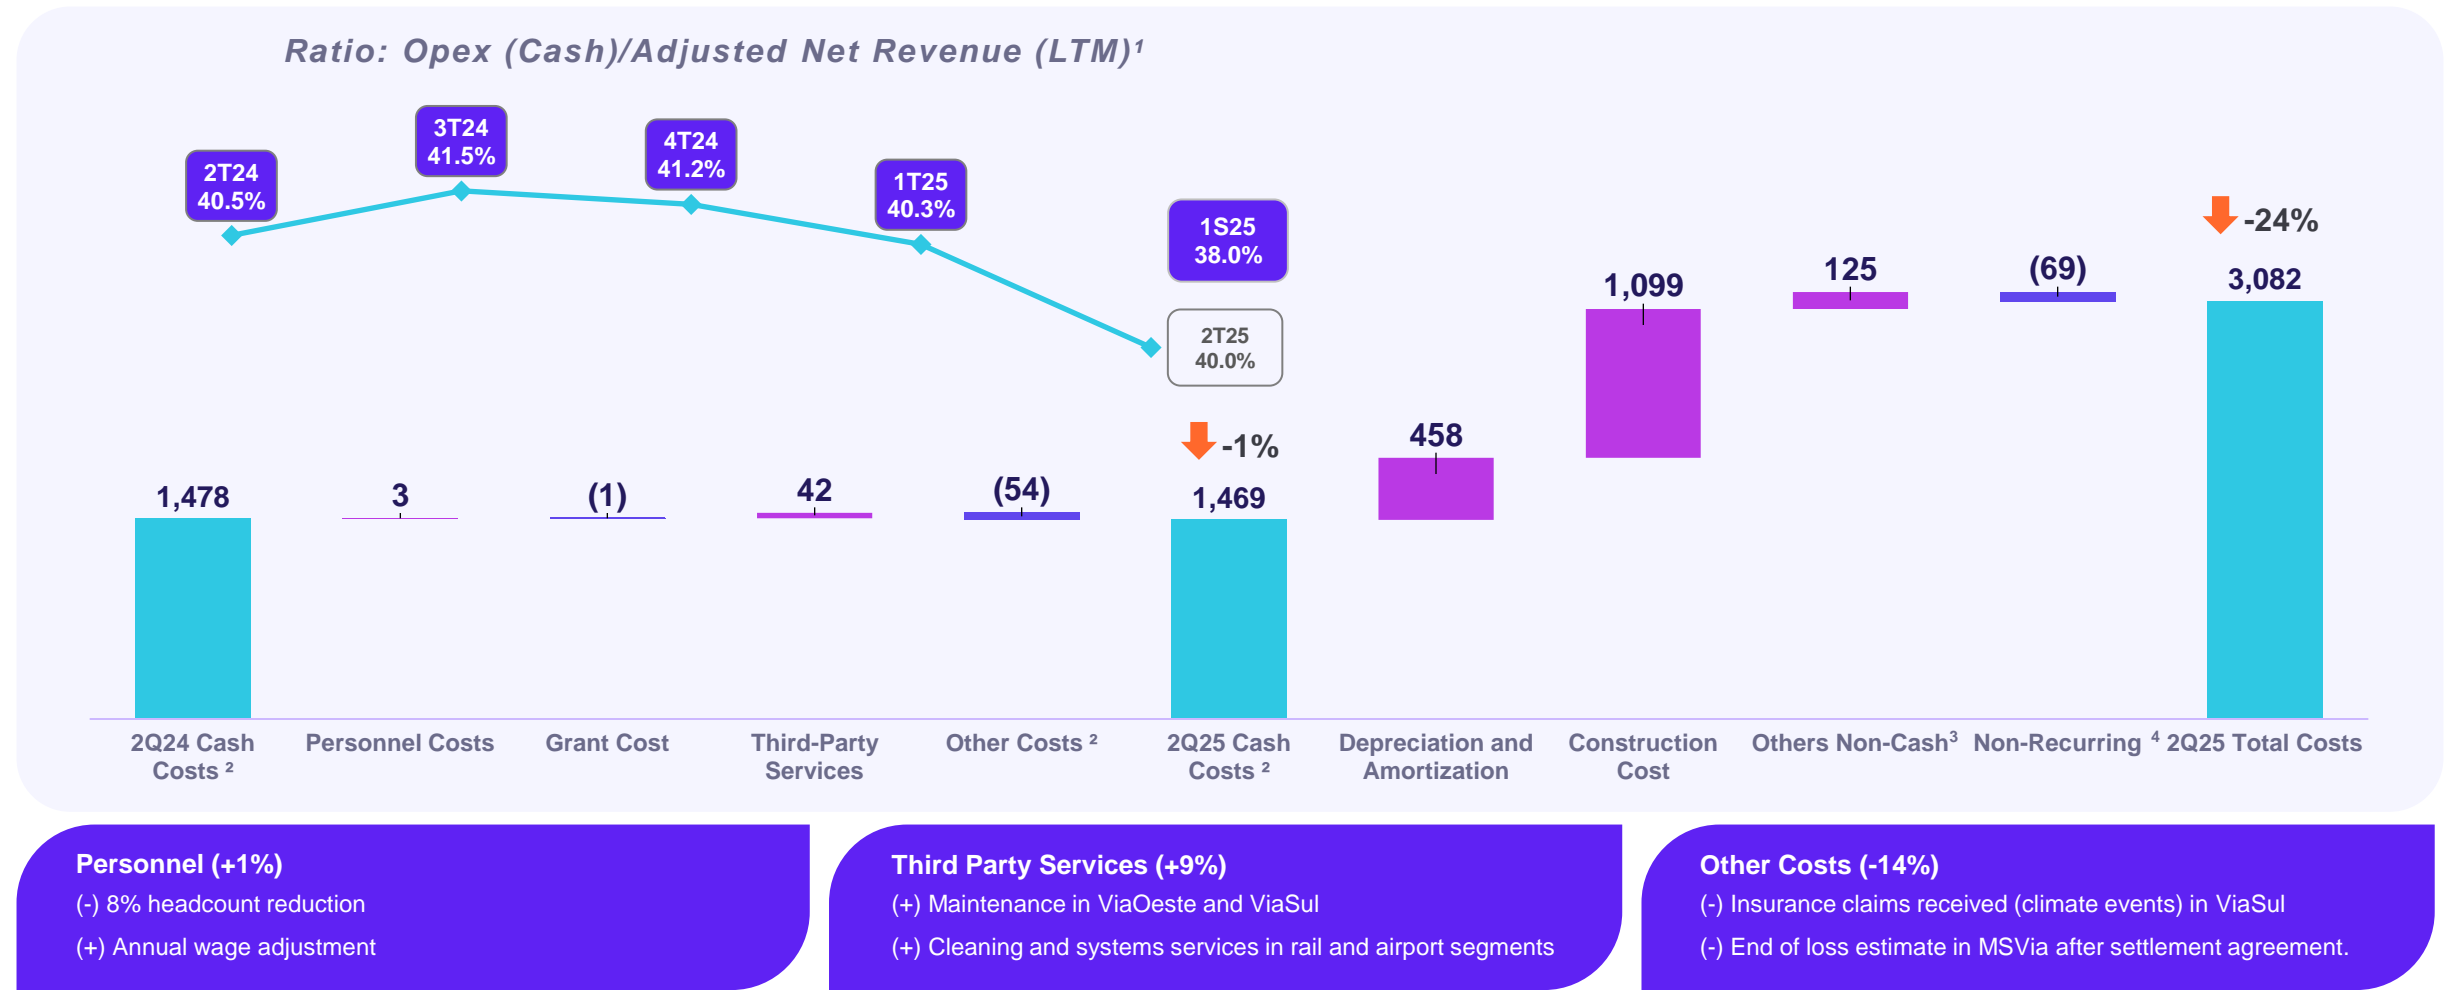 Ratio: Opex (Cash)/Adjusted Net Revenue (LTM)¹
2T24
40.5%
3T24
41.5%
4T24
41.2%
1T25
40.3%
1S25
38.0%
2T25
40.0%
-24%
-1%
1,478
3
(1)
42
(54)
1,469
458
1,099
125
(69)
3,082
2Q24 Cash
Costs ²
Personnel Costs
Grant Cost
Third-Party
Services
Other Costs ²
2Q25 Cash
Costs ²
Depreciation and
Amortization
Construction
Cost
Others Non-Cash³
Non-Recurring ⁴
2Q25 Total Costs
Personnel (+1%)
(-) 8% headcount reduction
(+) Annual wage adjustment
Third Party Services (+9%)
(+) Maintenance in ViaOeste and ViaSul
(+) Cleaning and systems services in rail and airport segments
Other Costs (-14%)
(-) Insurance claims received (climate events) in ViaSul
(-) End of loss estimate in MSVia after settlement agreement.